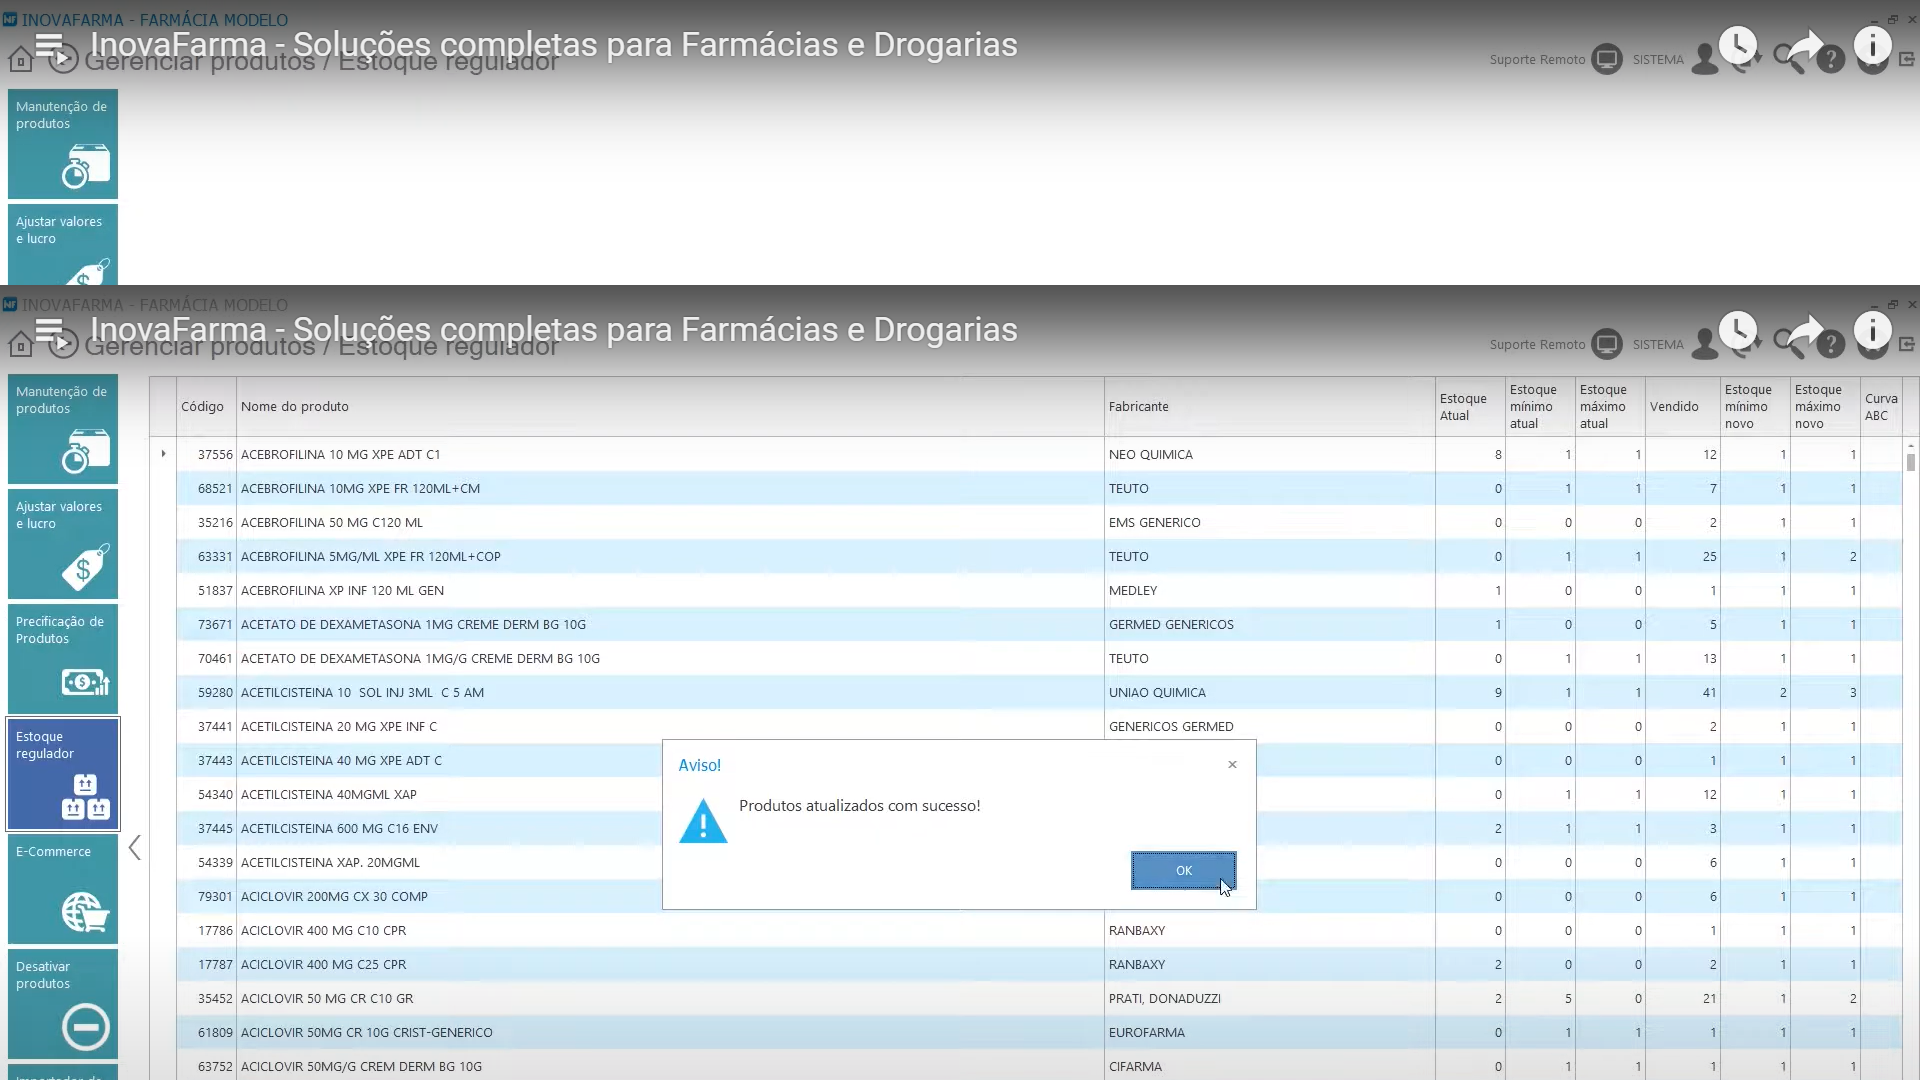 INOVAFARMA - FARMÁCIA MODELO
InovaFarma - Soluções completas para Farmácias e Drogarias
Gerenciar produtos / Estoque regulador
Suporte Remoto
SISTEMA
Manutenção de
produtos
Ajustar valores
e lucro
INOVAFARMA - FARMÁCIA MODELO
InovaFarma - Soluções completas para Farmácias e Drogarias
Gerenciar produtos / Estoque regulador
Suporte Remoto
SISTEMA
Manutenção de
produtos
Ajustar valores
e lucro
Precificação de
Produtos
Estoque
regulador
E-Commerce
Desativar
produtos
Código Nome do produto Fabricante Estoque Atual Estoque mínimo atual Estoque máximo atual Vendido Estoque mínimo novo Estoque máximo novo Curva ABC
37556 ACEBROFILINA 10 MG XPE ADT C1 NEO QUIMICA 8 1 1 12 1 1
68521 ACEBROFILINA 10MG XPE FR 120ML+CM TEUTO 0 1 1 7 1 1
35216 ACEBROFILINA 50 MG C120 ML EMS GENERICO 0 0 0 2 1 1
63331 ACEBROFILINA 5MG/ML XPE FR 120ML+COP TEUTO 0 1 1 25 1 2
51837 ACEBROFILINA XP INF 120 ML GEN MEDLEY 1 0 0 1 1 1
73671 ACETATO DE DEXAMETASONA 1MG CREME DERM BG 10G GERMED GENERICOS 1 0 0 5 1 1
70461 ACETATO DE DEXAMETASONA 1MG/G CREME DERM BG 10G TEUTO 0 1 1 13 1 1
59280 ACETILCISTEINA 10 SOL INJ 3ML C 5 AM UNIAO QUIMICA 9 1 1 41 2 3
37441 ACETILCISTEINA 20 MG XPE INF C GENERICOS GERMED 0 0 0 2 1 1
37443 ACETILCISTEINA 40 MG XPE ADT C 0 0 0 1 1 1
54340 ACETILCISTEINA 40MGML XAP 0 1 1 12 1 1
37445 ACETILCISTEINA 600 MG C16 ENV 2 1 1 3 1 1
54339 ACETILCISTEINA XAP. 20MGML 0 0 0 6 1 1
79301 ACICLOVIR 200MG CX 30 COMP 0 0 0 6 1 1
17786 ACICLOVIR 400 MG C10 CPR RANBAXY 0 0 0 1 1 1
17787 ACICLOVIR 400 MG C25 CPR RANBAXY 2 0 0 2 1 1
35452 ACICLOVIR 50 MG CR C10 GR PRATI, DONADUZZI 2 5 0 21 1 2
61809 ACICLOVIR 50MG CR 10G CRIST-GENERICO EUROFARMA 0 1 1 1 1 1
63752 ACICLOVIR 50MG/G CREM DERM BG 10G CIFARMA 0 1 1 1 1 1
Aviso!
Produtos atualizados com sucesso!
OK